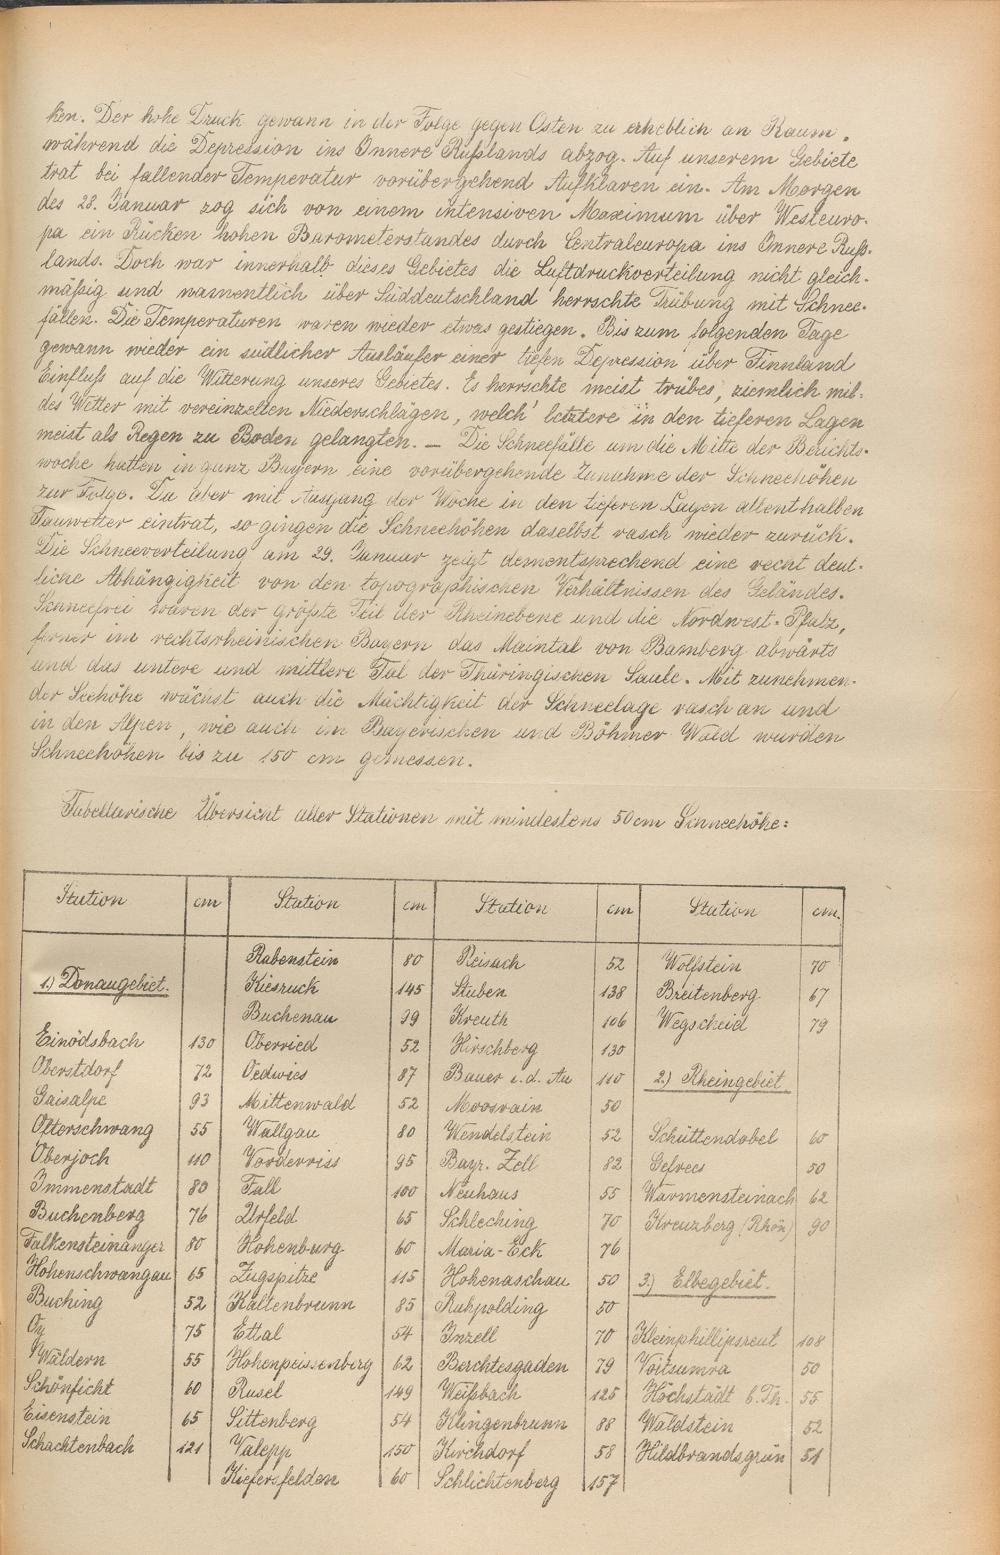 ken. Der hohe Druck gewann in der Folge gegen Osten zu erheblich an Raum,
während die Depression ins Innere Rußlands abzog. Auf unserem Gebiete
trat bei fallender Temperatur vorübergehend Aufklaren ein. Am Morgen
des 28. Januar zog sich von einem intensiven Maximum über Westeuro-
pa ein Rücken hohen Barometerstandes durch Centraleuropa ins Innere Ruß-
lands. Doch war innerhalb dieses Gebietes die Luftdruckverteilung nicht gleich-
mäßig und namentlich über Süddeutschland herrschte Trübung mit Schnee-
fällen. Die Temperaturen waren wieder etwas gestiegen. Bis zum folgenden Tage
gewann wieder ein südlicher Ausläufer einer tiefen Depression über Finnland
Einfluß auf die Witterung unseres Gebietes. Es herrschte meist trübes, ziemlich mil-
des Wetter mit vereinzelten Niederschlägen, welch' letztere in den tieferen Lagen
meist als Regen zu Boden gelangten. — Die Schneefälle um die Mitte der Berichts-
woche hatten in ganz Bayern eine vorübergehende Zunahme der Schneehöhen
zur Folge. Da aber mit Ausgang der Woche in den tieferen Lagen allenthalben
Tauwetter eintrat, so gingen die Schneehöhen daselbst rasch wieder zurück.
Die Schneeverteilung am 29. Januar zeigt dementsprechend eine recht deut-
liche Abhängigkeit von den topographischen Verhältnissen des Geländes.
Schneefrei waren der größte Teil der Rheinebene und die Nordwest-Pfalz,
ferner im rechtsrheinischen Bayern das Maintal von Bamberg abwärts
und das untere und mittlere Tal der Thüringischen Saale. Mit zunehmen-
der Seehöhe wächst auch die Mächtigkeit der Schneelage rasch an und
in den Alpen, wie auch im Bayerischen und Böhmer Wald wurden
Schneehöhen bis zu 150 cm gemessen.
Tabellarische Übersicht aller Stationen mit mindestens 50 cm Schneehöhe:
Station cm Station cm Station cm Station cm.
Rabenstein 80 Reisach 52 Wolfstein 70
1.) Donaugebiet. Kiesruck 145 Stuben 138 Breitenberg 67
Buchenau 99 Kreuth 106 Wegscheid 79
Einödsbach 130 Oberried 52 Hirschberg 130
Oberstdorf 72 Oedwies 87 Bauer i. d. Au 110 2.) Rheingebiet
Gaisalpe 93 Mittenwald 52 Moosrain 50
Ofterschwang 55 Wallgau 80 Wendelstein 52 Schüttendobel 60
Oberjoch 110 Vorderriss 95 Bayr. Zell 82 Gefrees 50
Immenstadt 80 Fall 100 Neuhaus 55 Warmensteinach 62
Buchenberg 76 Urfeld 65 Schleching 70 Kreuzberg (Rhön) 90
Falkensteinanger 80 Hohenburg 60 Maria-Eck 76
Hohenschwangau 65 Zugspitze 115 Hohenaschau 50 3.) Elbegebiet.
Buching 52 Kaltenbrunn 85 Ruhpolding 50
Oy 75 Ettal 54 Inzell 70 Kleinphillipsreut 108
Wäldern 55 Hohenpeissenberg 62 Berchtesgaden 79 Voitsumra 50
Schönficht 60 Rusel 149 Weißbach 125 Höchstädt b. Th. 55
Eisenstein 65 Sittenberg 54 Klingenbrunn 88 Waldstein 52
Schachtenbach 121 Valepp 150 Kirchdorf 58 Hildbrandsgrün 51
Kiefersfelden 60 Schlichtenberg 157